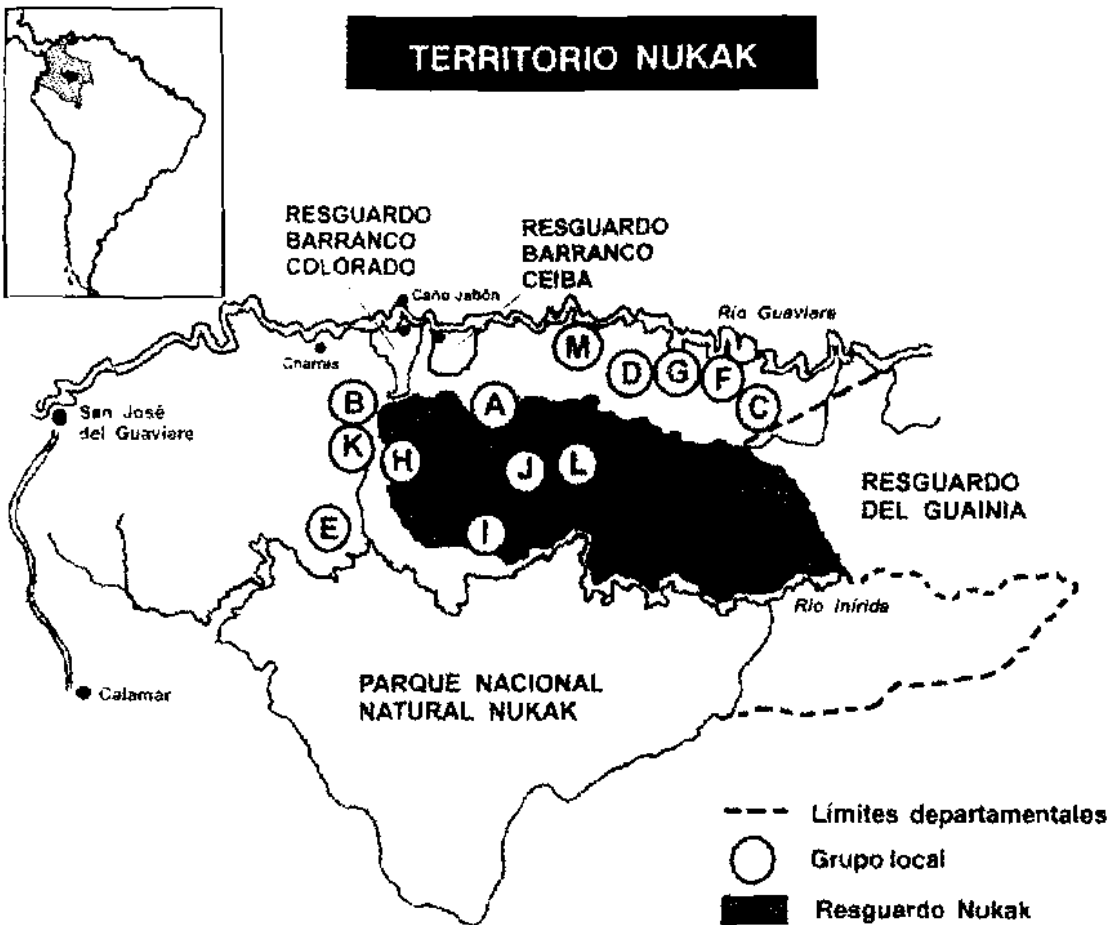 TERRITORIO NUKAK
RESGUARDO
BARRANCO
COLORADO
RESGUARDO
BARRANCO
CEIBA
Caño Jabón
Río Guaviare
Charras
San José
del Guaviare
M
D
G
F
C
B
A
K
H
J
L
E
I
RESGUARDO
DEL GUAINIA
Río Inírida
Calamar
PARQUE NACIONAL
NATURAL NUKAK
Límites departamentales
Grupo local
Resguardo Nukak